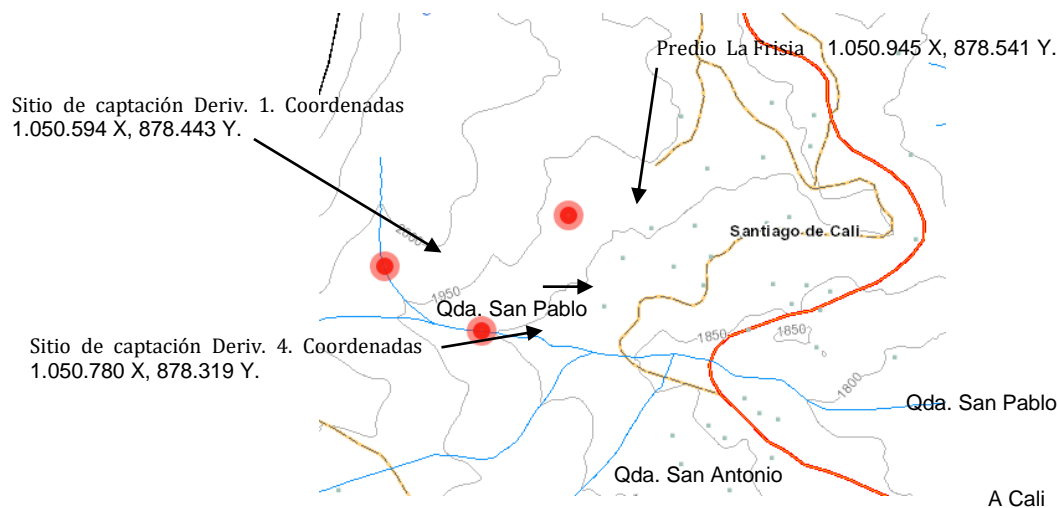 Predio La Frisia 1.050.945 X, 878.541 Y.
Sitio de captación Deriv. 1. Coordenadas
1.050.594 X, 878.443 Y.
Santiago de Cali
2000
1950
Qda. San Pablo
Sitio de captación Deriv. 4. Coordenadas
1.050.780 X, 878.319 Y.
1850
1850
1800
Qda. San Pablo
Qda. San Antonio
A Cali